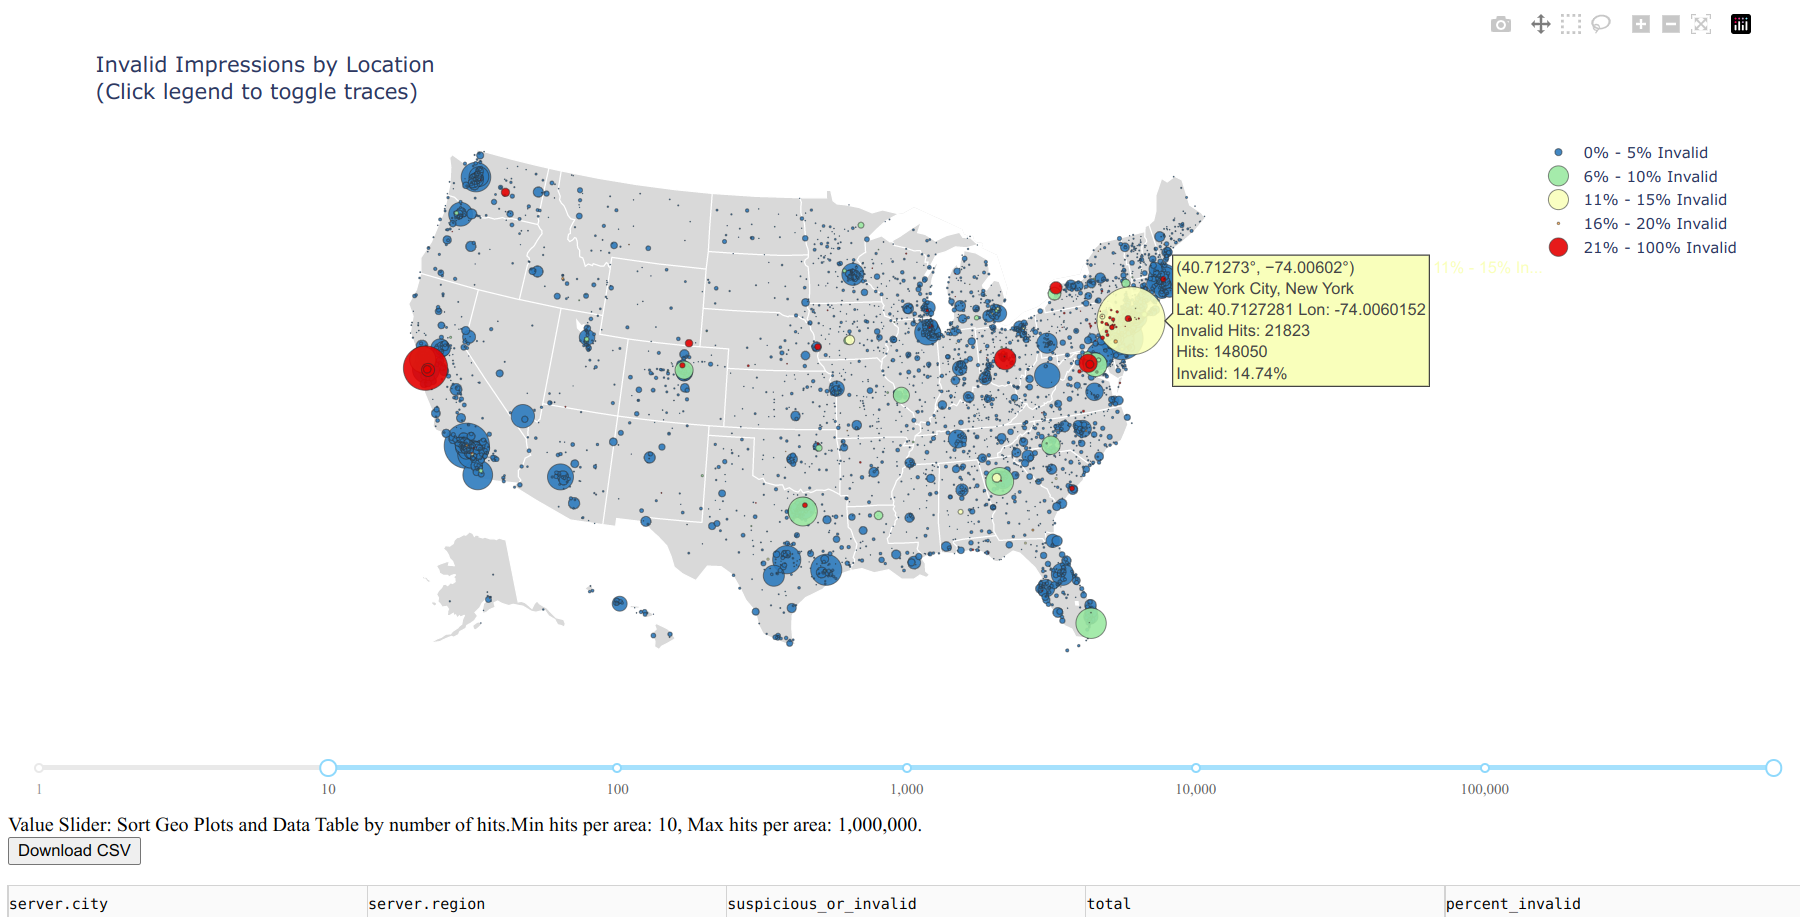 Invalid Impressions by Location
(Click legend to toggle traces)
0% - 5% Invalid
6% - 10% Invalid
11% - 15% Invalid
16% - 20% Invalid
21% - 100% Invalid
(40.71273°, −74.00602°)
New York City, New York
Lat: 40.7127281 Lon: -74.0060152
Invalid Hits: 21823
Hits: 148050
Invalid: 14.74%
11% - 15% In...
1
10
100
1,000
10,000
100,000
Value Slider: Sort Geo Plots and Data Table by number of hits.Min hits per area: 10, Max hits per area: 1,000,000.
Download CSV
server.city
server.region
suspicious_or_invalid
total
percent_invalid